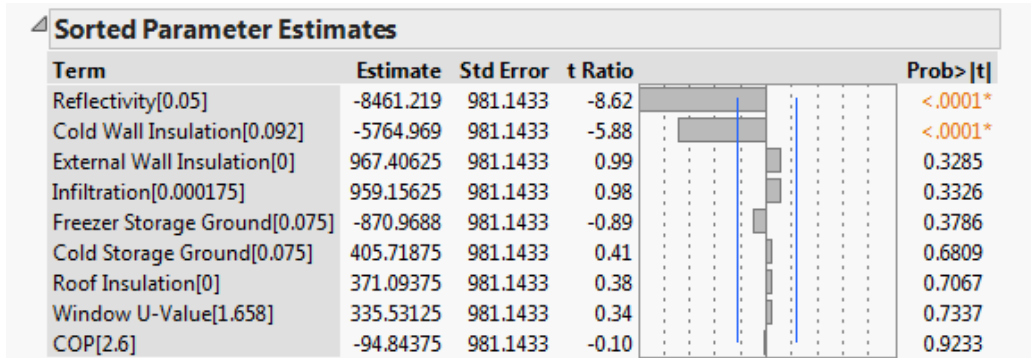 Sorted Parameter Estimates
Term Estimate Std Error t Ratio Prob>|t|
Reflectivity[0.05] -8461.219 981.1433 -8.62 <.0001*
Cold Wall Insulation[0.092] -5764.969 981.1433 -5.88 <.0001*
External Wall Insulation[0] 967.40625 981.1433 0.99 0.3285
Infiltration[0.000175] 959.15625 981.1433 0.98 0.3326
Freezer Storage Ground[0.075] -870.9688 981.1433 -0.89 0.3786
Cold Storage Ground[0.075] 405.71875 981.1433 0.41 0.6809
Roof Insulation[0] 371.09375 981.1433 0.38 0.7067
Window U-Value[1.658] 335.53125 981.1433 0.34 0.7337
COP[2.6] -94.84375 981.1433 -0.10 0.9233